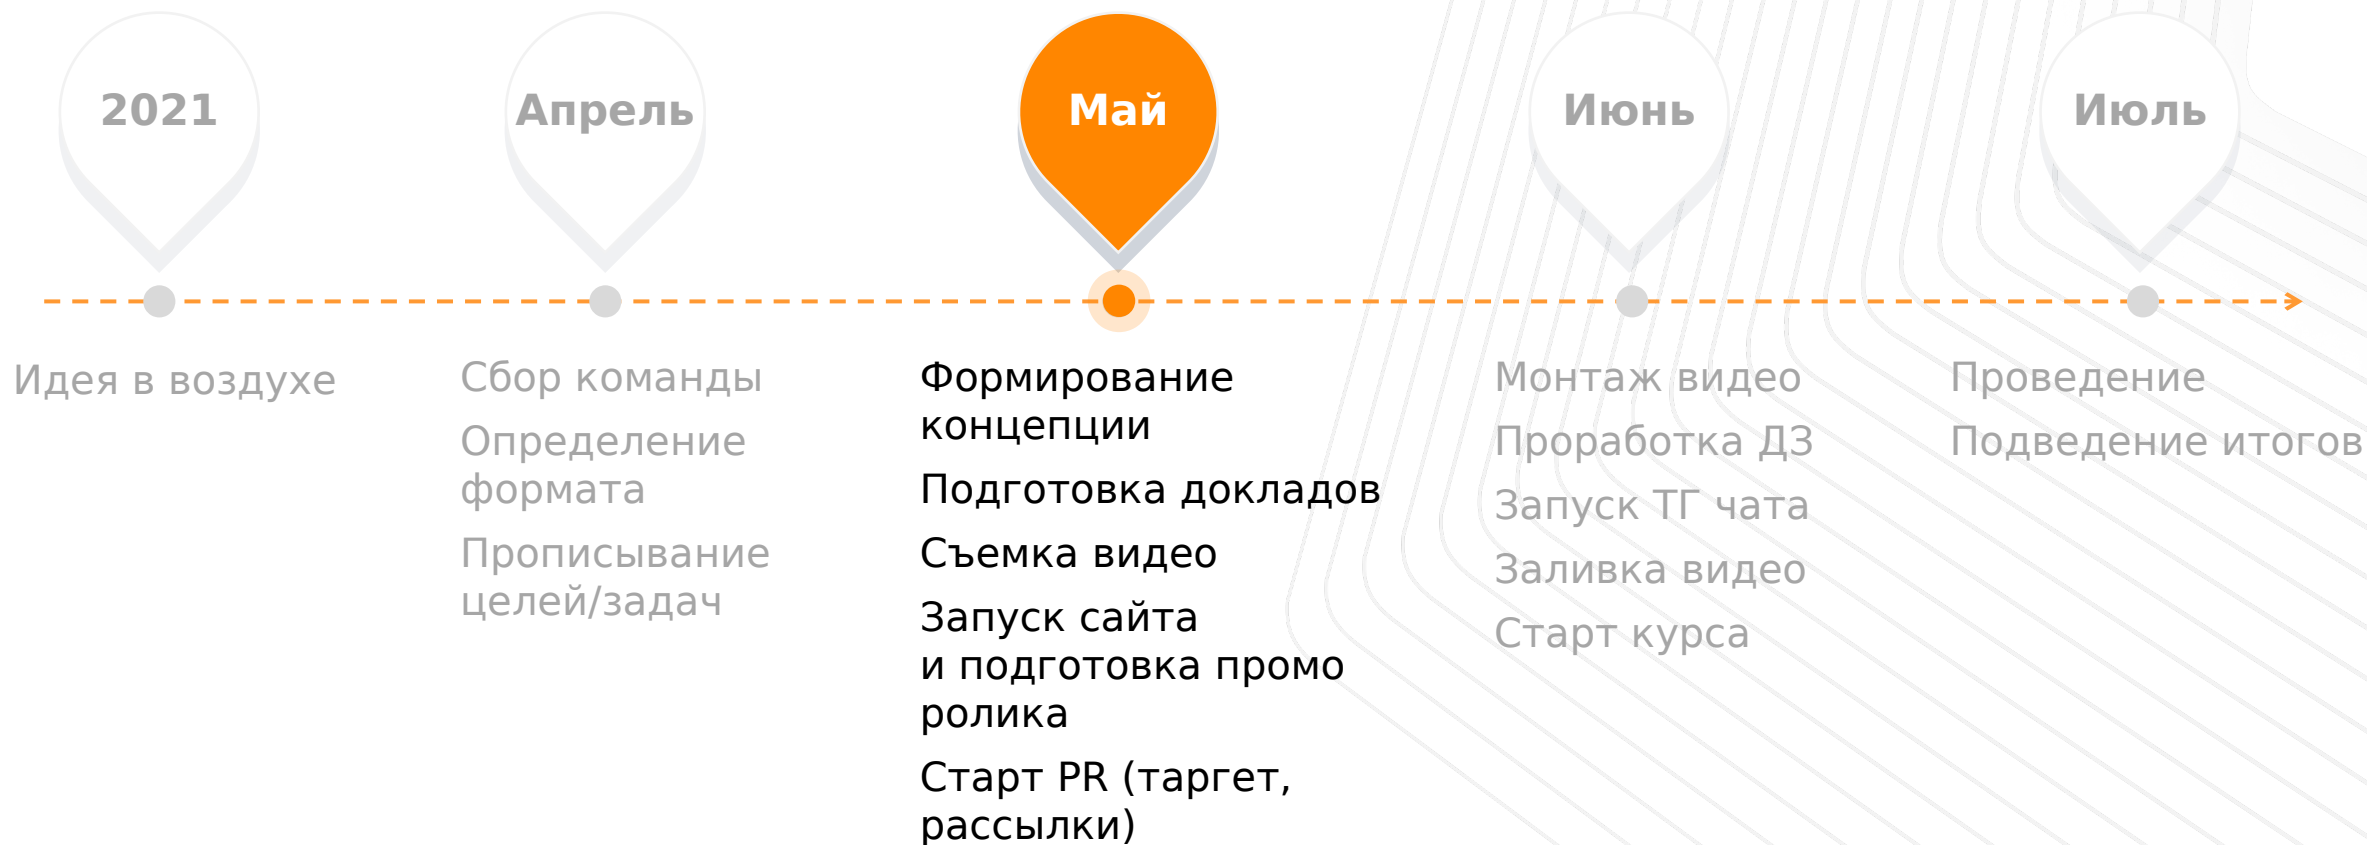 2021
Апрель
Май
Июнь
Июль
Идея в воздухе
Сбор команды
Определение
формата
Прописывание
целей/задач
Формирование
концепции
Подготовка докладов
Съемка видео
Запуск сайта
и подготовка промо
ролика
Старт PR (таргет,
рассылки)
Монтаж видео
Проработка ДЗ
Запуск ТГ чата
Заливка видео
Старт курса
Проведение
Подведение итогов